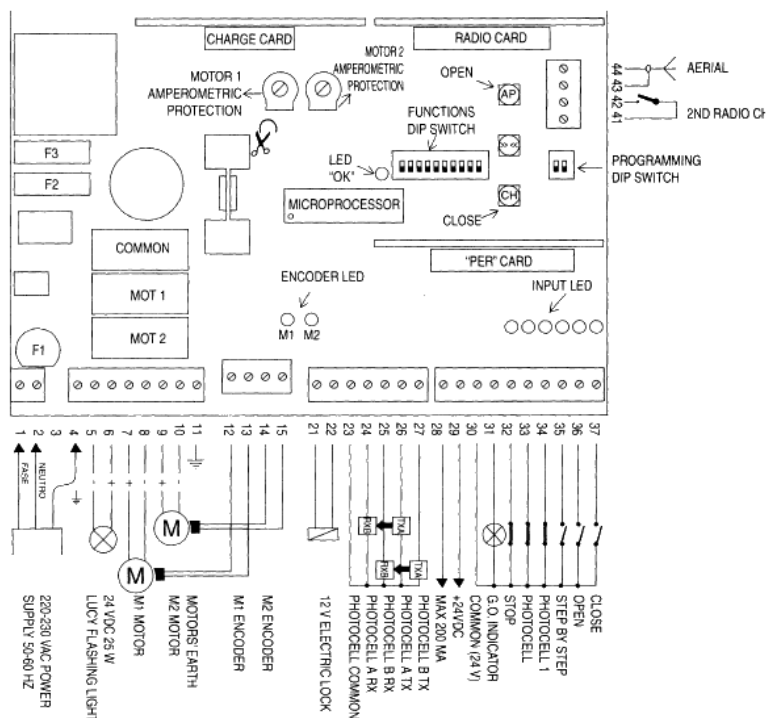 CHARGE CARD
RADIO CARD
MOTOR 1
AMPEROMETRIC
PROTECTION
MOTOR 2
AMPEROMETRIC
PROTECTION
OPEN
AP
FUNCTIONS
DIP SWITCH
LED
"OK"
MICROPROCESSOR
CH
CLOSE
44
43
42
41
AERIAL
2ND RADIO CH
PROGRAMMING
DIP SWITCH
F3
F2
COMMON
MOT 1
MOT 2
F1
ENCODER LED
M1 M2
"PER" CARD
INPUT LED
1 2 3 4 5 6 7 8 9 10 11 12 13 14 15 21 22 23 24 25 26 27 28 29 30 31 32 33 34 35 36 37
FASE
NEUTRO
- + + - + -
M
M
RXB
TXA
RXB
TXA
220-230 VAC POWER
SUPPLY 50-60 HZ
24 VDC 25 W
LUCY FLASHING LIGHT
M1 MOTOR
M2 MOTOR
MOTORS' EARTH
M1 ENCODER
M2 ENCODER
12 V ELECTRIC LOCK
PHOTOCELL COMMON
PHOTOCELL A RX
PHOTOCELL B RX
PHOTOCELL A TX
PHOTOCELL B TX
MAX 200 MA
+24VDC
COMMON (24 V)
G.O. INDICATOR
STOP
PHOTOCELL
PHOTOCELL 1
STEP BY STEP
OPEN
CLOSE